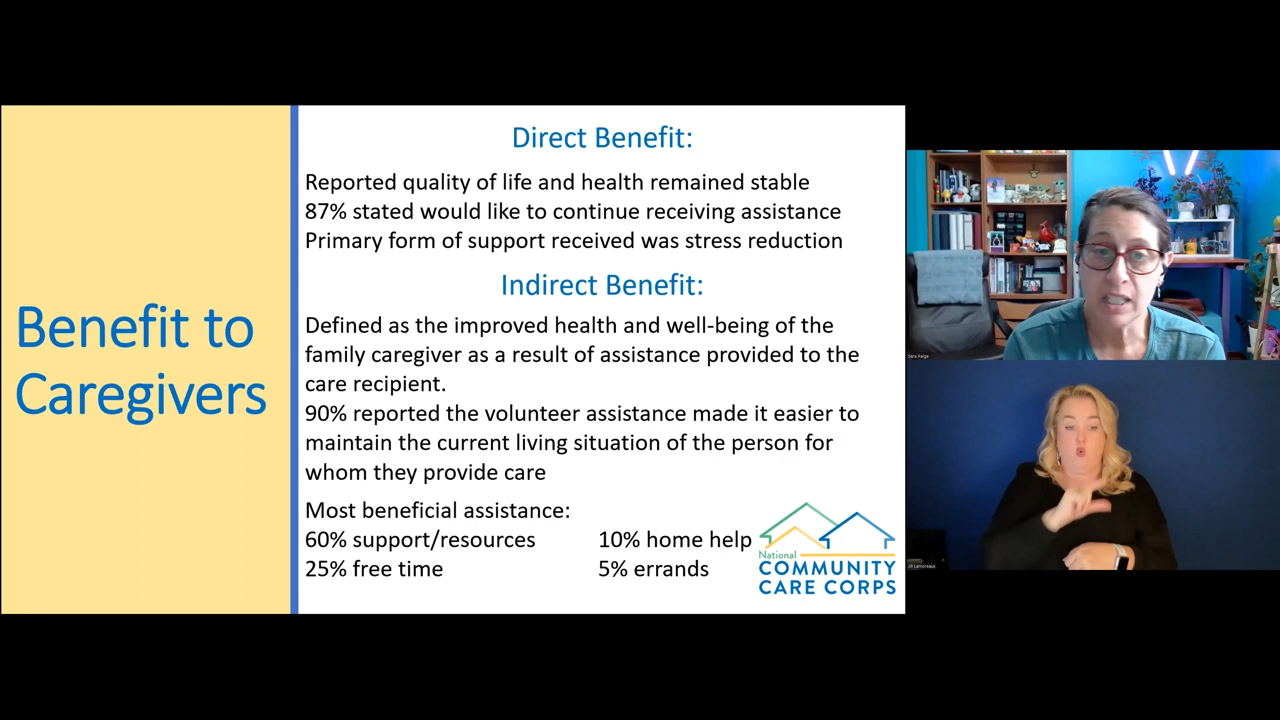 Benefit to
Caregivers
Direct Benefit:
Reported quality of life and health remained stable
87% stated would like to continue receiving assistance
Primary form of support received was stress reduction
Indirect Benefit:
Defined as the improved health and well-being of the
family caregiver as a result of assistance provided to the
care recipient.
90% reported the volunteer assistance made it easier to
maintain the current living situation of the person for
whom they provide care
Most beneficial assistance:
60% support/resources 10% home help
25% free time 5% errands
National
COMMUNITY
CARE CORPS
Sara Paige
Jill Lamoreaux